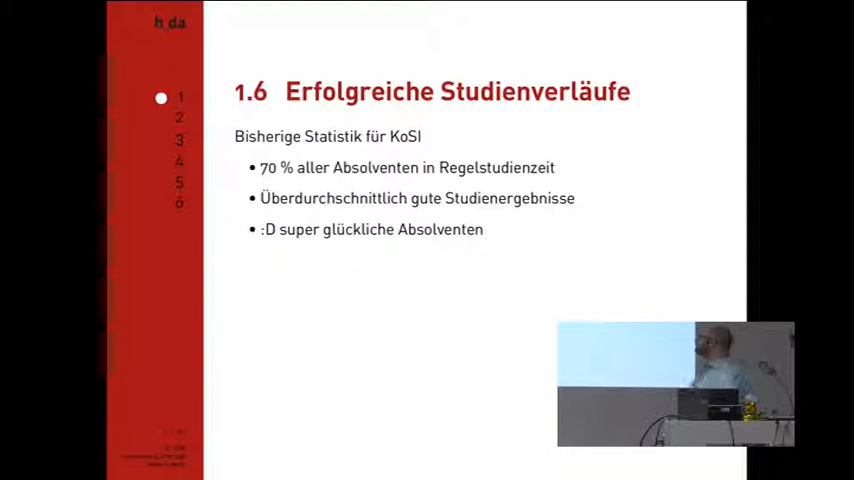 h_da
1
2
3
4
5
6
1.6 Erfolgreiche Studienverläufe
Bisherige Statistik für KoSI
• 70 % aller Absolventen in Regelstudienzeit
• Überdurchschnittlich gute Studienergebnisse
• :D super glückliche Absolventen